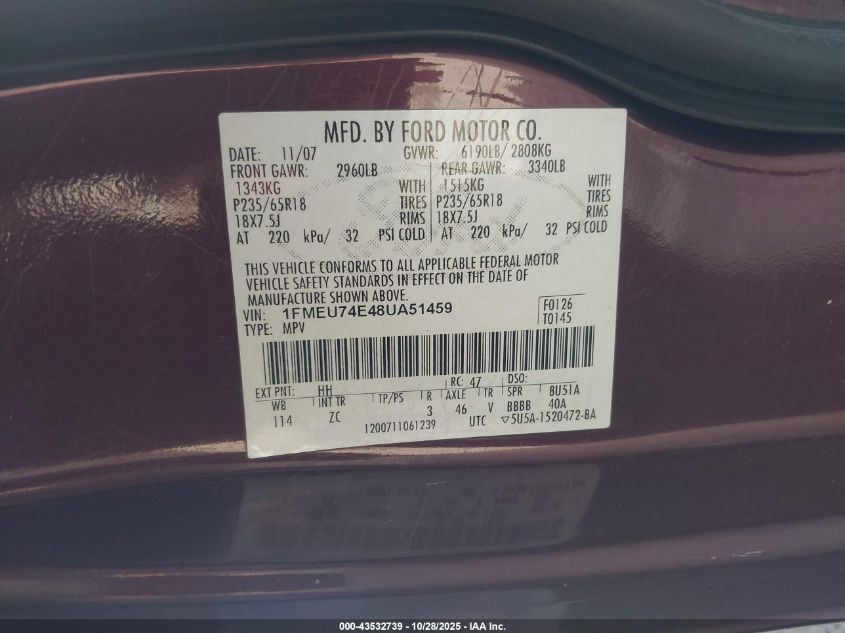 MFD. BY FORD MOTOR CO.
DATE: 11/07 GVWR: 6190LB/ 2808KG
FRONT GAWR: 2960LB REAR GAWR: 3340LB
1343KG WITH 1515KG WITH
P235/65R18 TIRES P235/65R18 TIRES
18X7.5J RIMS 18X7.5J RIMS
AT 220 kPa/ 32 PSI COLD AT 220 kPa/ 32 PSI COLD
THIS VEHICLE CONFORMS TO ALL APPLICABLE FEDERAL MOTOR
VEHICLE SAFETY STANDARDS IN EFFECT ON THE DATE OF
MANUFACTURE SHOWN ABOVE.
VIN: 1FMEU74E48UA51459 F0126
TYPE: MPV T0145
EXT PNT: HH RC: 47 DSO:
WB INT TR TP/PS R AXLE TR SPR BU51A
114 ZC 3 46 V BBBB 40A
1200711061239 UTC ▽5U5A-1520472-BA
000-43532739 - 10/28/2025 - IAA Inc.